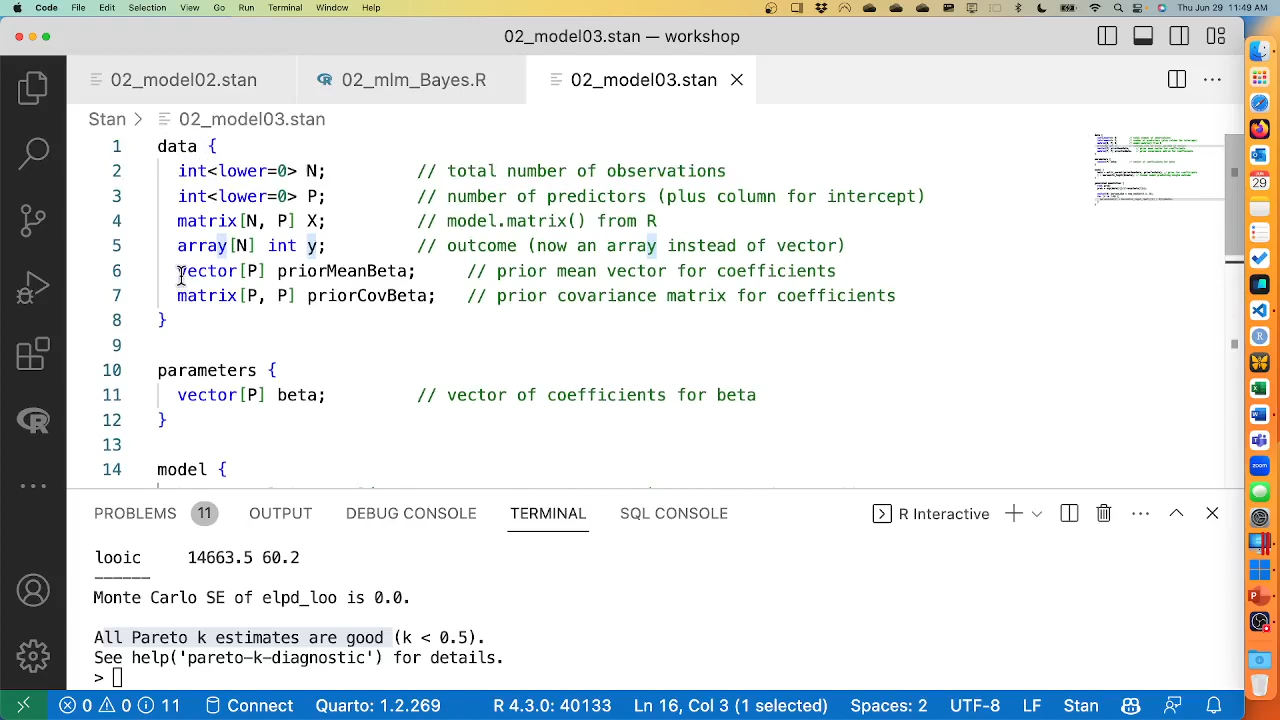 Code File Edit Selection View Go Run Terminal Window Help Thu Jun 29 11:49 AM
02_model03.stan — workshop
02_model02.stan 02_mlm_Bayes.R 02_model03.stan
Stan > 02_model03.stan
1 data {
2 int<lower=0> N; // total number of observations
3 int<lower=0> P; // number of predictors (plus column for intercept)
4 matrix[N, P] X; // model.matrix() from R
5 array[N] int y; // outcome (now an array instead of vector)
6 vector[P] priorMeanBeta; // prior mean vector for coefficients
7 matrix[P, P] priorCovBeta; // prior covariance matrix for coefficients
8 }
9
10 parameters {
11 vector[P] beta; // vector of coefficients for beta
12 }
13
14 model {
PROBLEMS 11 OUTPUT DEBUG CONSOLE TERMINAL SQL CONSOLE R Interactive
looic 14663.5 60.2
------
Monte Carlo SE of elpd_loo is 0.0.
All Pareto k estimates are good (k < 0.5).
See help('pareto-k-diagnostic') for details.
>
0 0 11 Connect Quarto: 1.2.269 R 4.3.0: 40133 Ln 16, Col 3 (1 selected) Spaces: 2 UTF-8 LF Stan
29
zoom